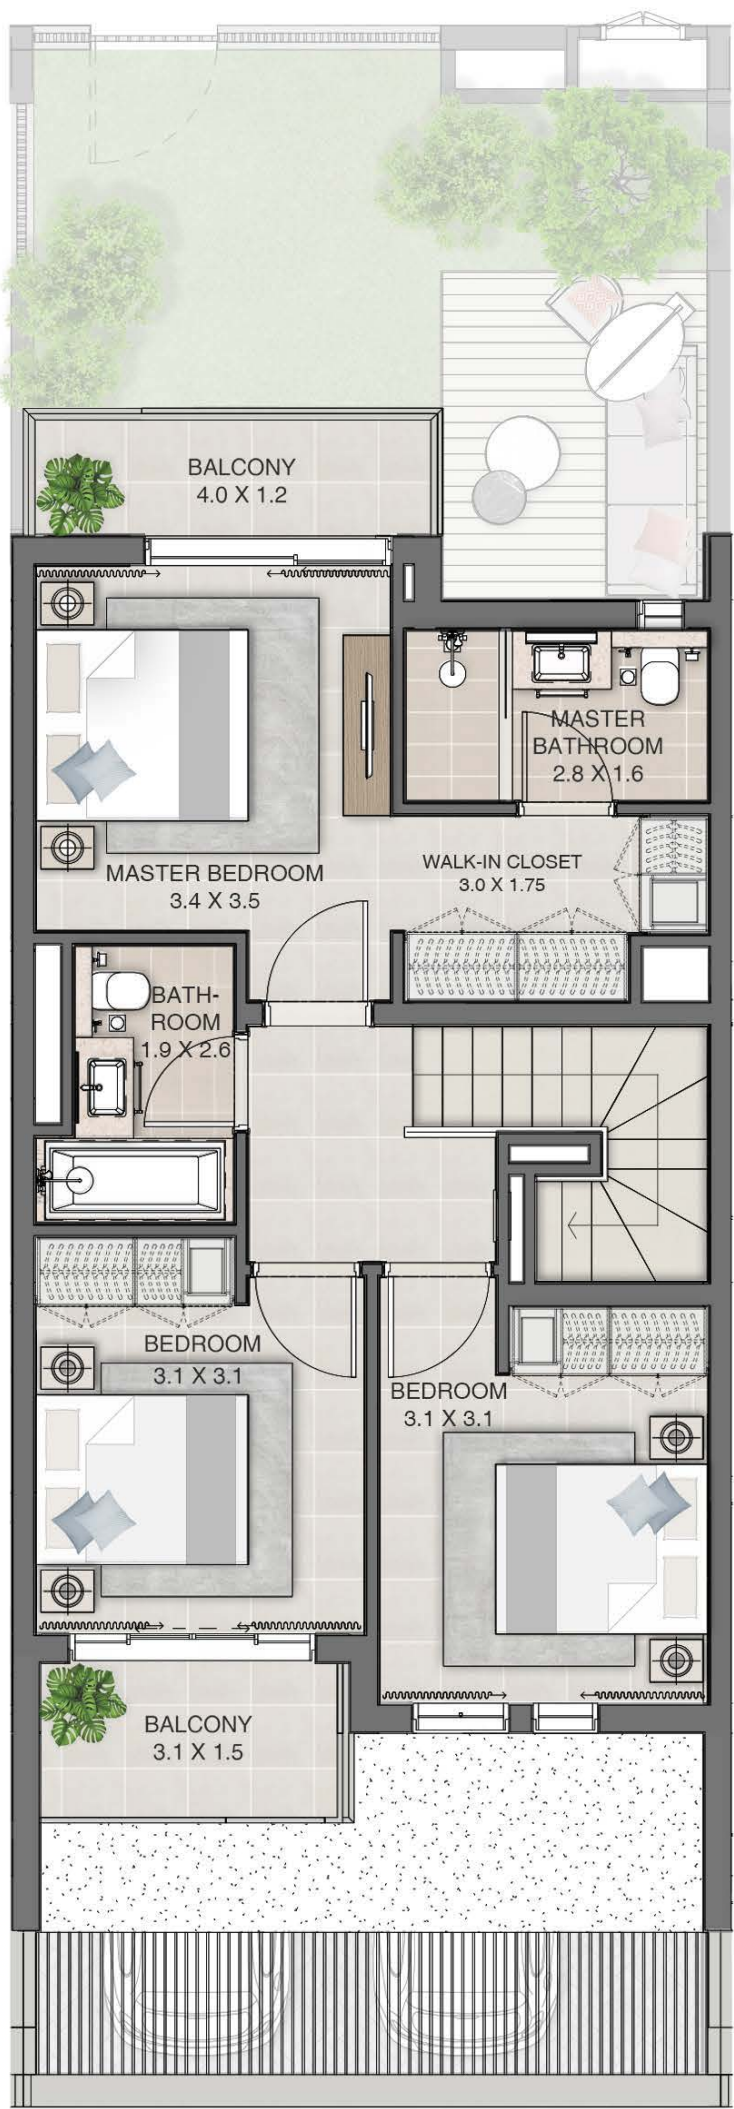 BALCONY
4.0 X 1.2
MASTER
BATHROOM
2.8 X 1.6
MASTER BEDROOM
3.4 X 3.5
WALK-IN CLOSET
3.0 X 1.75
BATH-
ROOM
1.9 X 2.6
BEDROOM
3.1 X 3.1
BEDROOM
3.1 X 3.1
BALCONY
3.1 X 1.5